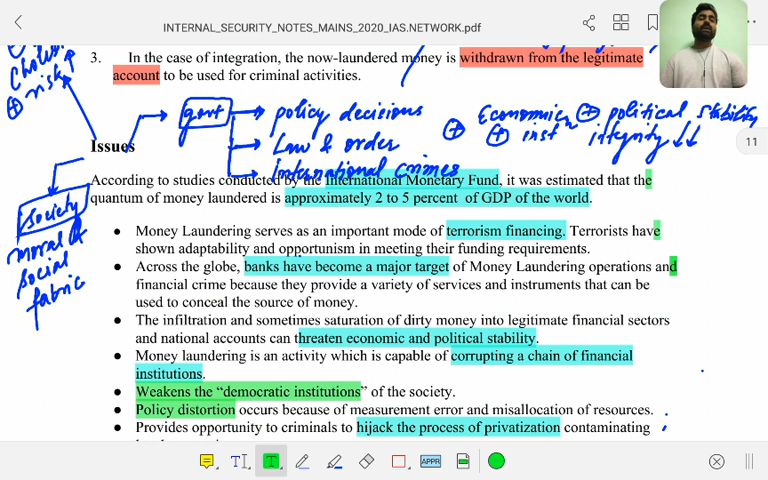 INTERNAL_SECURITY_NOTES_MAINS_2020_IAS.NETWORK.pdf
3. In the case of integration, the now-laundered money is withdrawn from the legitimate
account to be used for criminal activities.
risk
11
govt
policy decisions
Law & order
International crimes
Economic
inst
political stability
integrity ↓↓
Issues
According to studies conducted by the International Monetary Fund, it was estimated that the
quantum of money laundered is approximately 2 to 5 percent of GDP of the world.
society
moral &
social
fabric
● Money Laundering serves as an important mode of terrorism financing. Terrorists have
shown adaptability and opportunism in meeting their funding requirements.
● Across the globe, banks have become a major target of Money Laundering operations and
financial crime because they provide a variety of services and instruments that can be
used to conceal the source of money.
● The infiltration and sometimes saturation of dirty money into legitimate financial sectors
and national accounts can threaten economic and political stability.
● Money laundering is an activity which is capable of corrupting a chain of financial
institutions.
● Weakens the “democratic institutions” of the society.
● Policy distortion occurs because of measurement error and misallocation of resources.
● Provides opportunity to criminals to hijack the process of privatization contaminating
APPR